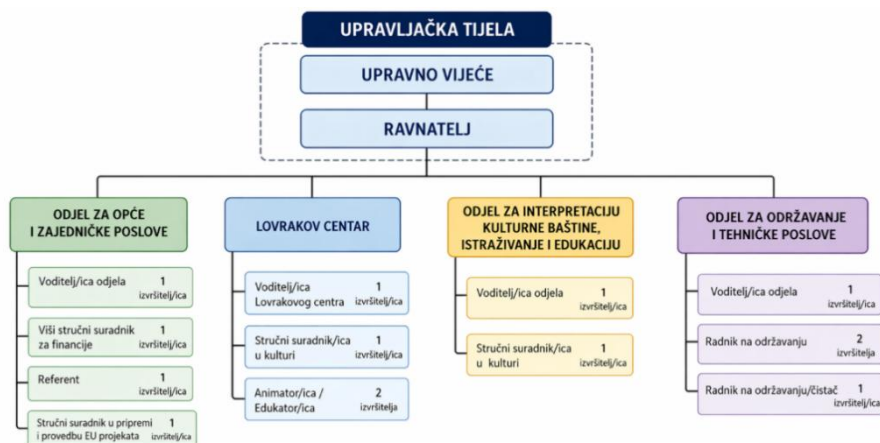 UPRAVLJAČKA TIJELA
UPRAVNO VIJEĆE
RAVNATELJ
ODJEL ZA OPĆE
I ZAJEDNIČKE POSLOVE
Voditelj/ica odjela 1
izvršitelj/ica
Viši stručni suradnik 1
za financije izvršitelj/ica
Referent 1
izvršitelj/ica
Stručni suradnik u pripremi 1
i provedbu EU projekata izvršitelj/ica
LOVRAKOV CENTAR
Voditelj/ica 1
Lovrakovog centra izvršitelj/ica
Stručni suradnik/ica 1
u kulturi izvršitelj/ica
Animator/ica / 2
Edukator/ica izvršitelja
ODJEL ZA INTERPRETACIJU
KULTURNE BAŠTINE,
ISTRAŽIVANJE I EDUKACIJU
Voditelj/ica odjela 1
izvršitelj/ica
Stručni suradnik/ica 1
u kulturi izvršitelj/ica
ODJEL ZA ODRŽAVANJE
I TEHNIČKE POSLOVE
Voditelj/ica odjela 1
izvršitelj/ica
Radnik na održavanju 2
izvršitelja
Radnik na održavanju/čistač 1
izvršitelj/ica